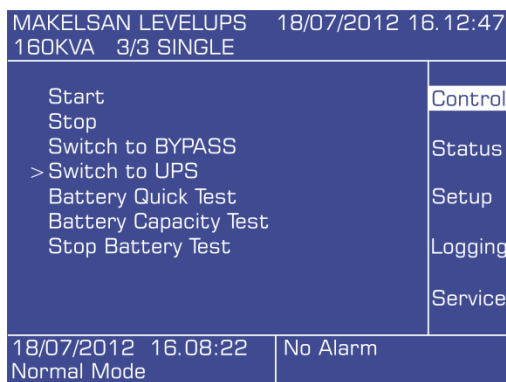 MAKELSAN LEVELUPS 18/07/2012 16.12:47
160KVA 3/3 SINGLE
Start
Stop
Switch to BYPASS
> Switch to UPS
Battery Quick Test
Battery Capacity Test
Stop Battery Test
Control
Status
Setup
Logging
Service
18/07/2012 16.08:22
Normal Mode
No Alarm